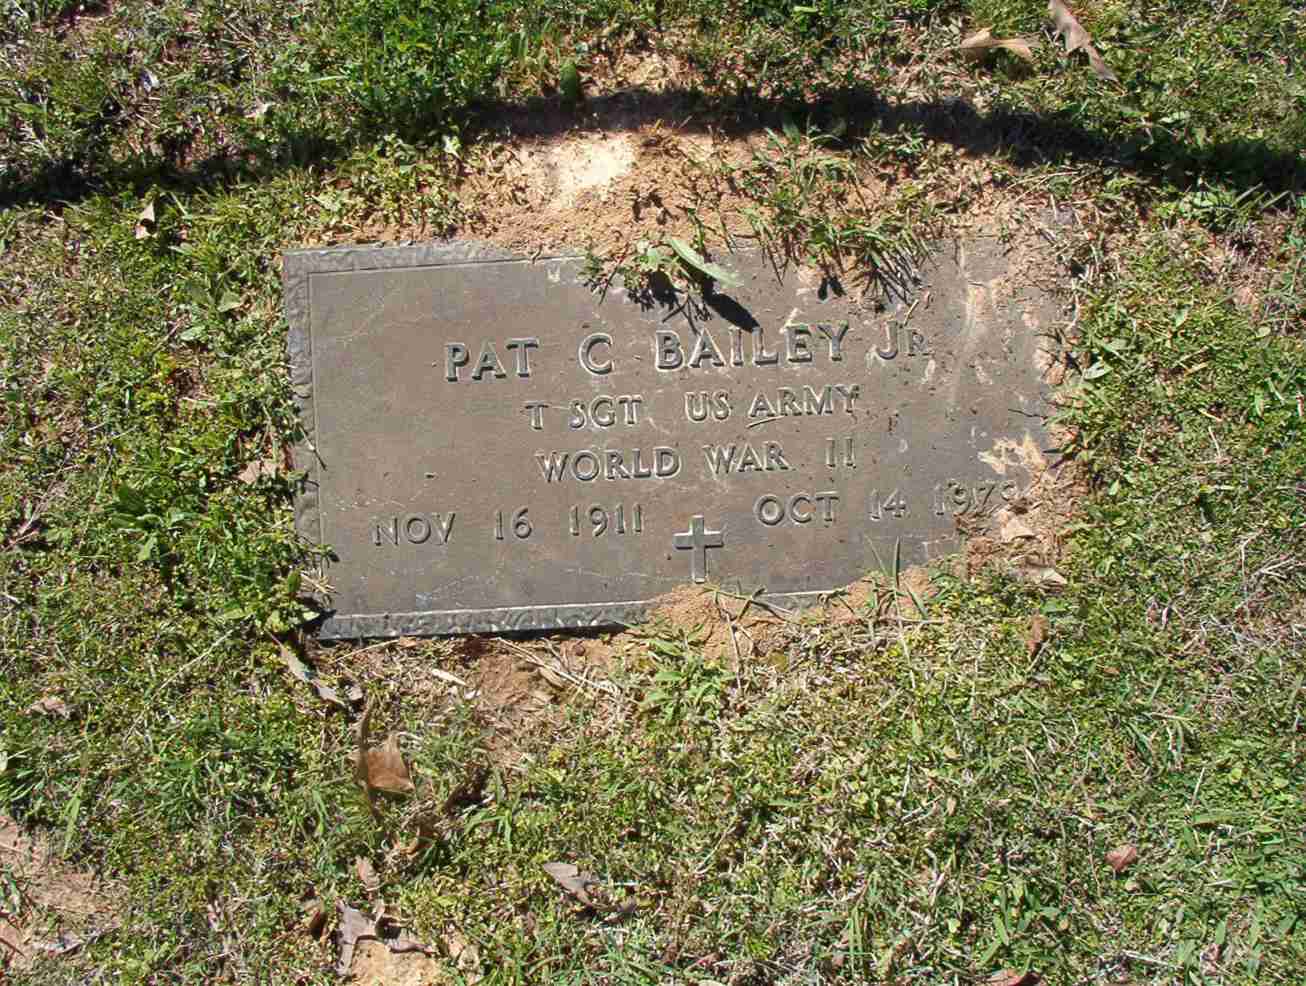 PAT C BAILEY JR
T SGT US ARMY
WORLD WAR II
NOV 16 1911 OCT 14